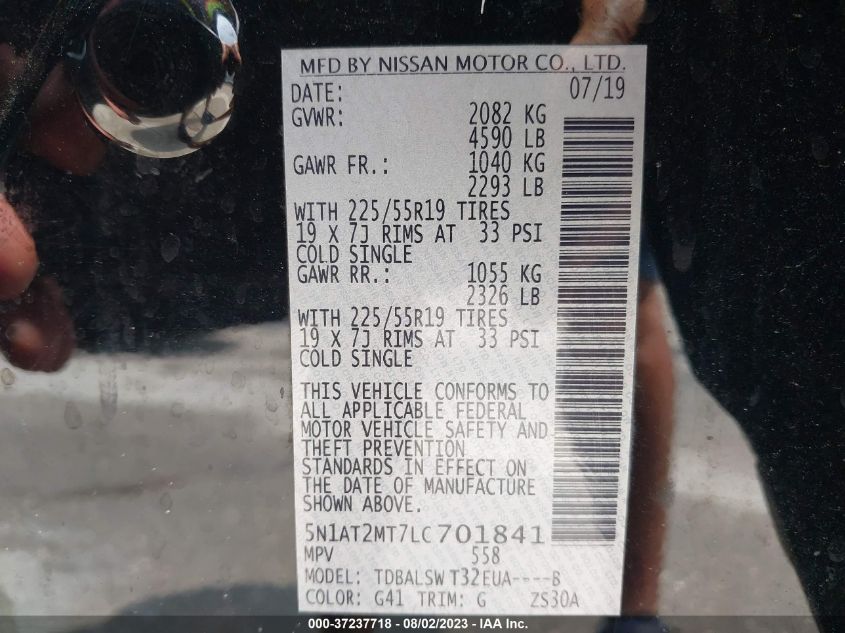 MFD BY NISSAN MOTOR CO., LTD.
DATE: 07/19
GVWR: 2082 KG
4590 LB
GAWR FR.: 1040 KG
2293 LB
WITH 225/55R19 TIRES
19 X 7J RIMS AT 33 PSI
COLD SINGLE
GAWR RR.: 1055 KG
2326 LB
WITH 225/55R19 TIRES
19 X 7J RIMS AT 33 PSI
COLD SINGLE
THIS VEHICLE CONFORMS TO
ALL APPLICABLE FEDERAL
MOTOR VEHICLE SAFETY AND
THEFT PREVENTION
STANDARDS IN EFFECT ON
THE DATE OF MANUFACTURE
SHOWN ABOVE.
5N1AT2MT7LC701841
MPV 558
MODEL: TDBALSW T32EUA----B
COLOR: G41 TRIM: G ZS30A
000-37237718 - 08/02/2023 - IAA Inc.